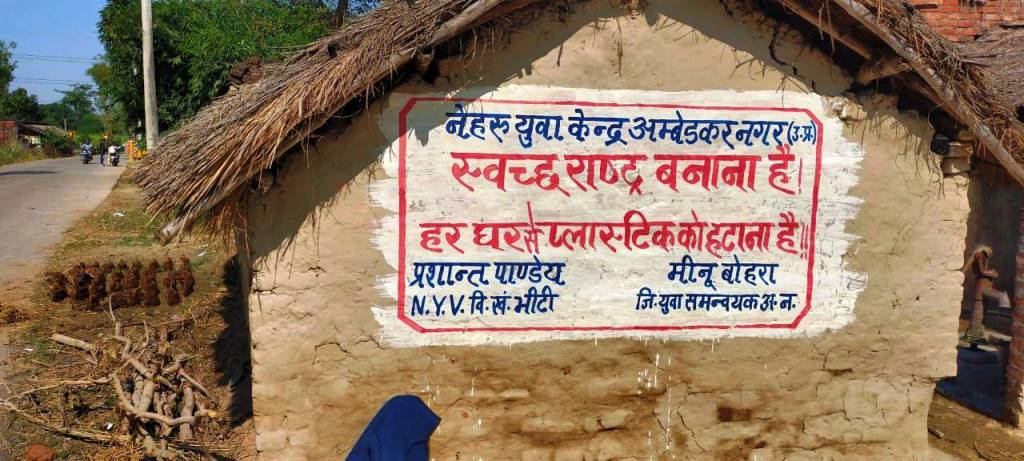 नेहरू युवा केन्द्र अम्बेडकर नगर (उ.प्र.)
स्वच्छ राष्ट्र बनाना है।
हर घर से प्लास्टिक को हटाना है॥
प्रशान्त पाण्डेय
मीनू बोहरा
N.Y.V. वि. खं. भीटी
जि. युवा समन्वयक अ. न.